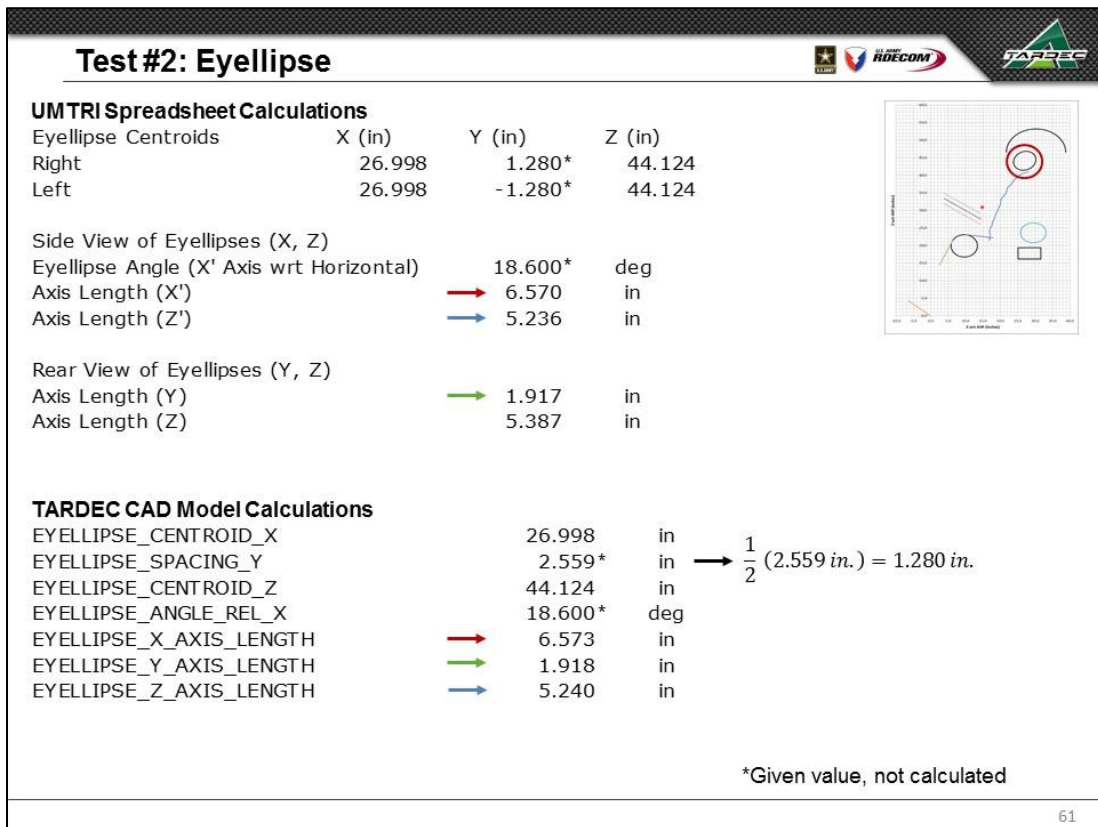 Test #2: Eyellipse
U.S. ARMY
U.S. ARMY
RDECOM
TARDEC
UMTRI Spreadsheet Calculations
Eyellipse Centroids X (in) Y (in) Z (in)
Right 26.998 1.280* 44.124
Left 26.998 -1.280* 44.124
Side View of Eyellipses (X, Z)
Eyellipse Angle (X' Axis wrt Horizontal) 18.600* deg
Axis Length (X') 6.570 in
Axis Length (Z') 5.236 in
Rear View of Eyellipses (Y, Z)
Axis Length (Y) 1.917 in
Axis Length (Z) 5.387 in
TARDEC CAD Model Calculations
EYELLIPSE_CENTROID_X 26.998 in
EYELLIPSE_SPACING_Y 2.559* in 1/2 (2.559 in.) = 1.280 in.
EYELLIPSE_CENTROID_Z 44.124 in
EYELLIPSE_ANGLE_REL_X 18.600* deg
EYELLIPSE_X_AXIS_LENGTH 6.573 in
EYELLIPSE_Y_AXIS_LENGTH 1.918 in
EYELLIPSE_Z_AXIS_LENGTH 5.240 in
*Given value, not calculated
61